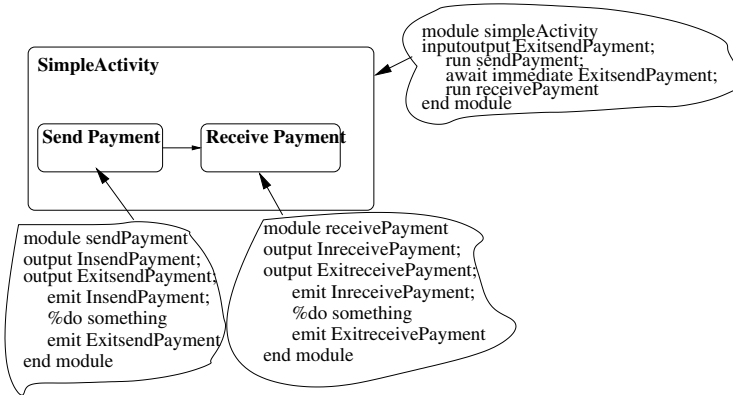 module simpleActivity
inputoutput ExitsendPayment;
run sendPayment;
await immediate ExitsendPayment;
run receivePayment
end module
SimpleActivity
Send Payment
Receive Payment
module sendPayment
output InsendPayment;
output ExitsendPayment;
emit InsendPayment;
%do something
emit ExitsendPayment
end module
module receivePayment
output InreceivePayment;
output ExitreceivePayment;
emit InreceivePayment;
%do something
emit ExitreceivePayment
end module